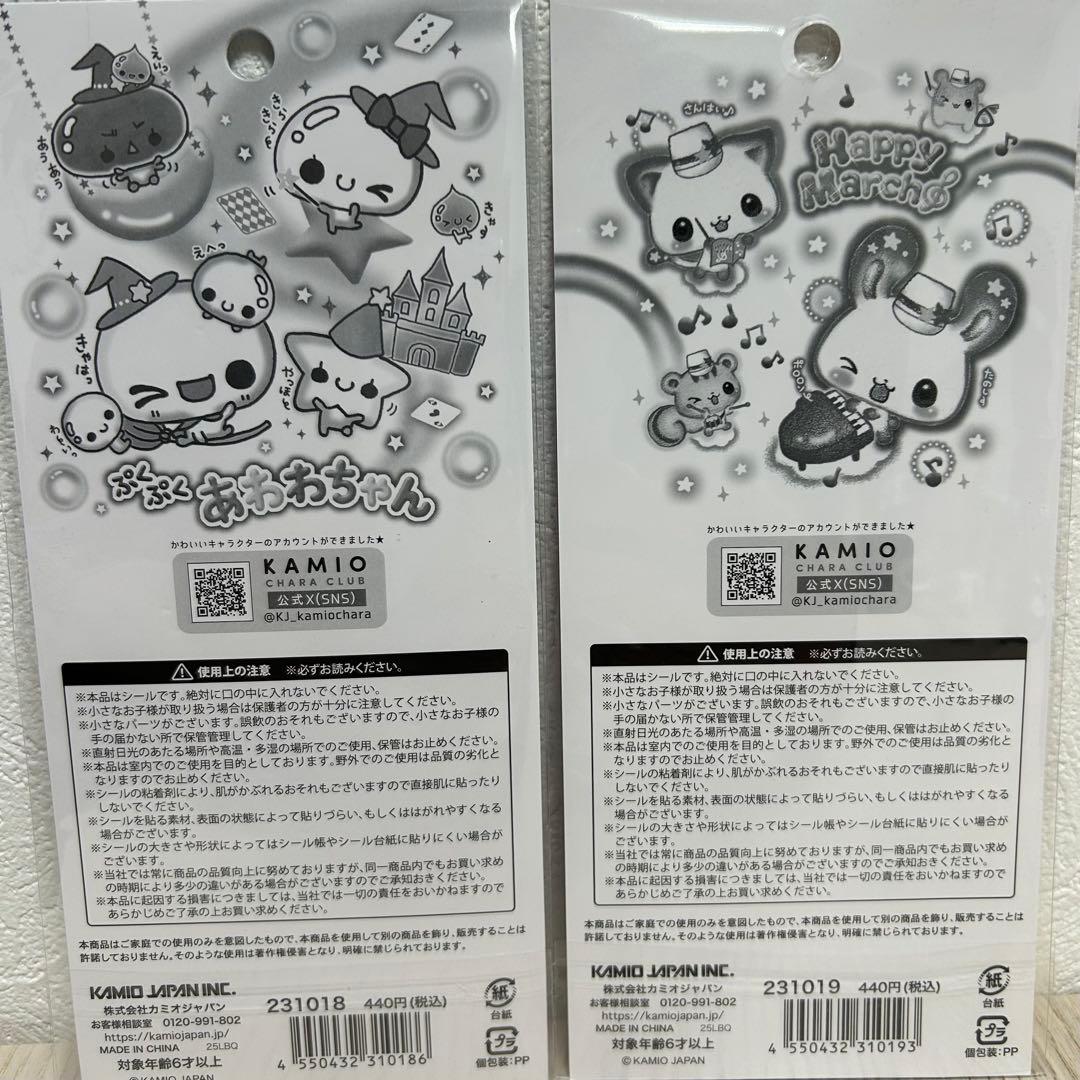 えいっ
あうあう
きゃはっ
えへっ
わーいっ
やっほー
ぷくぷく
あわわちゃん
かわいいキャラクターのアカウントができました★
KAMIO
CHARA CLUB
公式X(SNS)
@KJ_kamiochara
使用上の注意 ※必ずお読みください。
※本品はシールです。絶対に口の中に入れないでください。
※小さなお子様が取り扱う場合は保護者の方が十分に注意してください。
※小さなパーツがございます。誤飲のおそれもございますので、小さなお子様の
手の届かない所で保管管理してください。
※直射日光のあたる場所や高温・多湿の場所でのご使用、保管はお止めください。
※本品は室内でのご使用を目的としております。野外でのご使用は品質の劣化と
なりますのでお止めください。
※シールの粘着剤により、肌がかぶれるおそれもございますので直接肌に貼ったり
しないでください。
※シールを貼る素材、表面の状態によって貼りづらい、もしくははがれやすくなる
場合がございます。
※シールの大きさや形状によってはシール帳やシール台紙に貼りにくい場合が
ございます。
※当社では常に商品の品質向上に努めておりますが、同一商品内でもお買い求め
の時期により多少の違いがある場合がございますのでご承知おきください。
※本品に起因する損害につきましては、当社では一切の責任をおいかねますので
あらかじめご了承の上お買い求めください。
本商品はご家庭での使用のみを意図したもので、本商品を使用して別の商品を飾り、販売することは
許諾しておりません。そのような使用は著作権侵害となり、明確に禁じられております。
KAMIO JAPAN INC.
株式会社カミオジャパン
お客様相談室 0120-991-802
https://kamiojapan.jp/
MADE IN CHINA 25LBQ
対象年齢6才以上
©KAMIO JAPAN
231018 440円(税込)
4 550432 310186
紙
台紙
プラ
個包装:PP
さんはい♪
Happy
March
たのしぃ
かわいいキャラクターのアカウントができました★
KAMIO
CHARA CLUB
公式X(SNS)
@KJ_kamiochara
使用上の注意 ※必ずお読みください。
※本品はシールです。絶対に口の中に入れないでください。
※小さなお子様が取り扱う場合は保護者の方が十分に注意してください。
※小さなパーツがございます。誤飲のおそれもございますので、小さなお子様の
手の届かない所で保管管理してください。
※直射日光のあたる場所や高温・多湿の場所でのご使用、保管はお止めください。
※本品は室内でのご使用を目的としております。野外でのご使用は品質の劣化と
なりますのでお止めください。
※シールの粘着剤により、肌がかぶれるおそれもございますので直接肌に貼ったり
しないでください。
※シールを貼る素材、表面の状態によって貼りづらい、もしくははがれやすくなる
場合がございます。
※シールの大きさや形状によってはシール帳やシール台紙に貼りにくい場合が
ございます。
※当社では常に商品の品質向上に努めておりますが、同一商品内でもお買い求め
の時期により多少の違いがある場合がございますのでご承知おきください。
※本品に起因する損害につきましては、当社では一切の責任をおいかねますので
あらかじめご了承の上お買い求めください。
本商品はご家庭での使用のみを意図したもので、本商品を使用して別の商品を飾り、販売することは
許諾しておりません。そのような使用は著作権侵害となり、明確に禁じられております。
KAMIO JAPAN INC.
株式会社カミオジャパン
お客様相談室 0120-991-802
https://kamiojapan.jp/
MADE IN CHINA 25LBQ
対象年齢6才以上
231019 440円(税込)
4 550432 310193
©KAMIO JAPAN
紙
台紙
プラ
個包装:PP